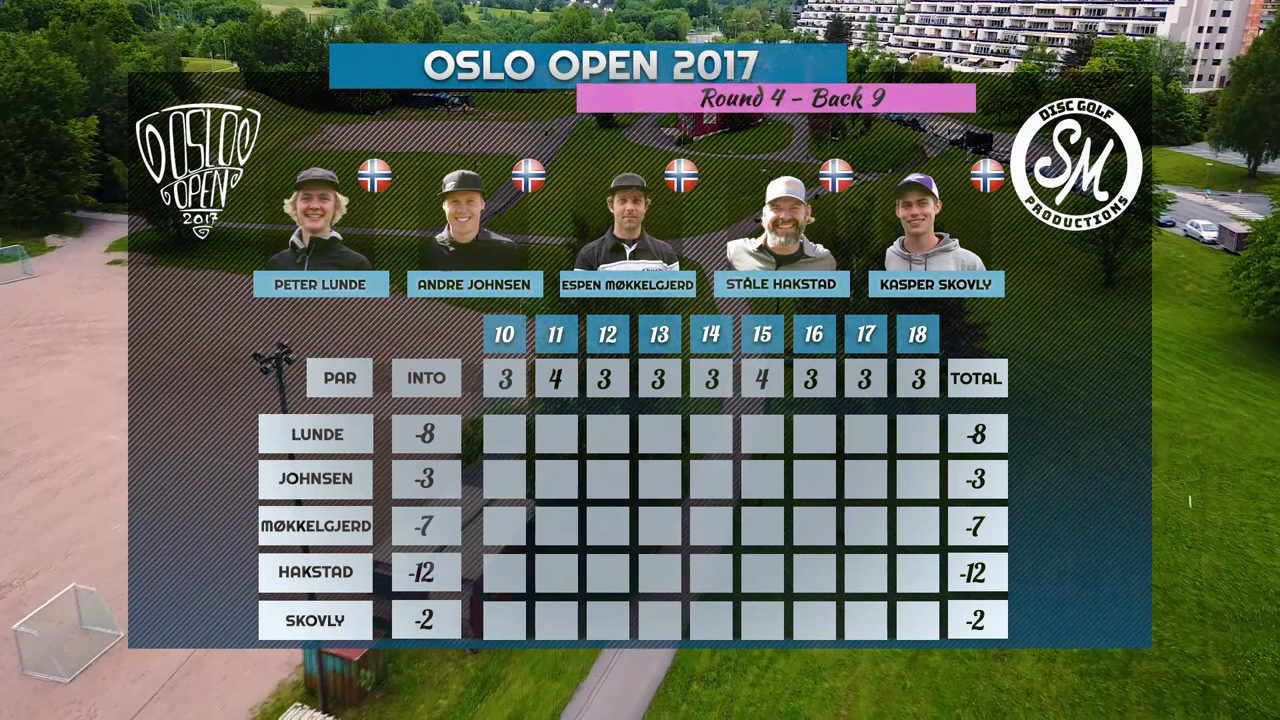 OSLO OPEN 2017
Round 4 - Back 9
OSLO
OPEN
2017
DISC GOLF
SM
PRODUCTIONS
PETER LUNDE ANDRE JOHNSEN ESPEN MØKKELGJERD STÅLE HAKSTAD KASPER SKOVLY
10 11 12 13 14 15 16 17 18
PAR INTO 3 4 3 3 3 4 3 3 3 TOTAL
LUNDE -8 -8
JOHNSEN -3 -3
MØKKELGJERD -7 -7
HAKSTAD -12 -12
SKOVLY -2 -2